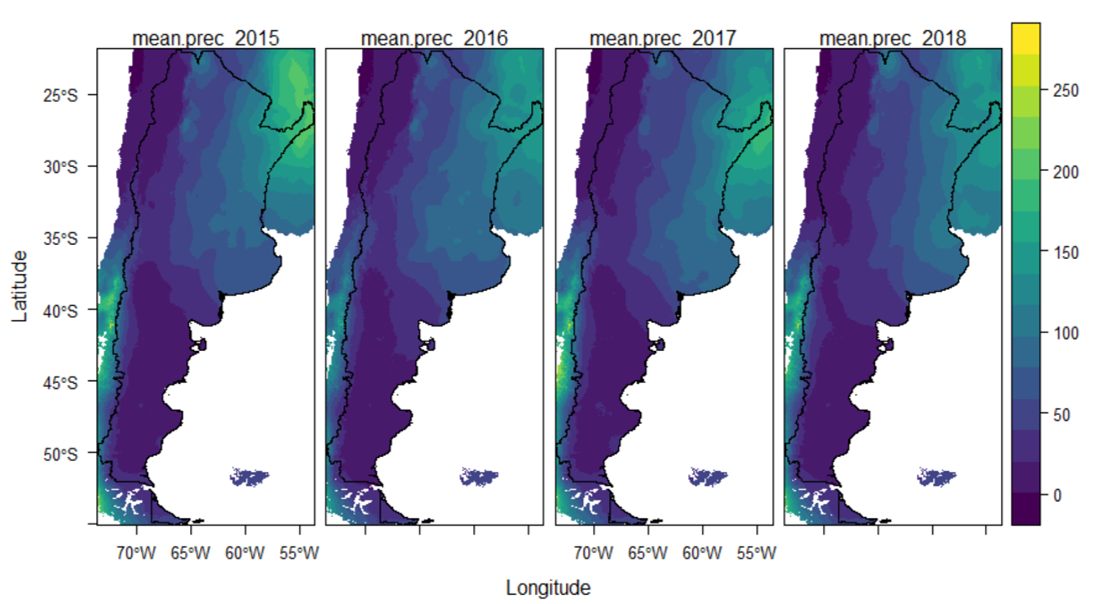 mean.prec_2015 mean.prec_2016 mean.prec_2017 mean.prec_2018
25°S
30°S
35°S
40°S
45°S
50°S
Latitude
250
200
150
100
50
0
70°W 65°W 60°W 55°W 70°W 65°W 60°W 55°W
Longitude